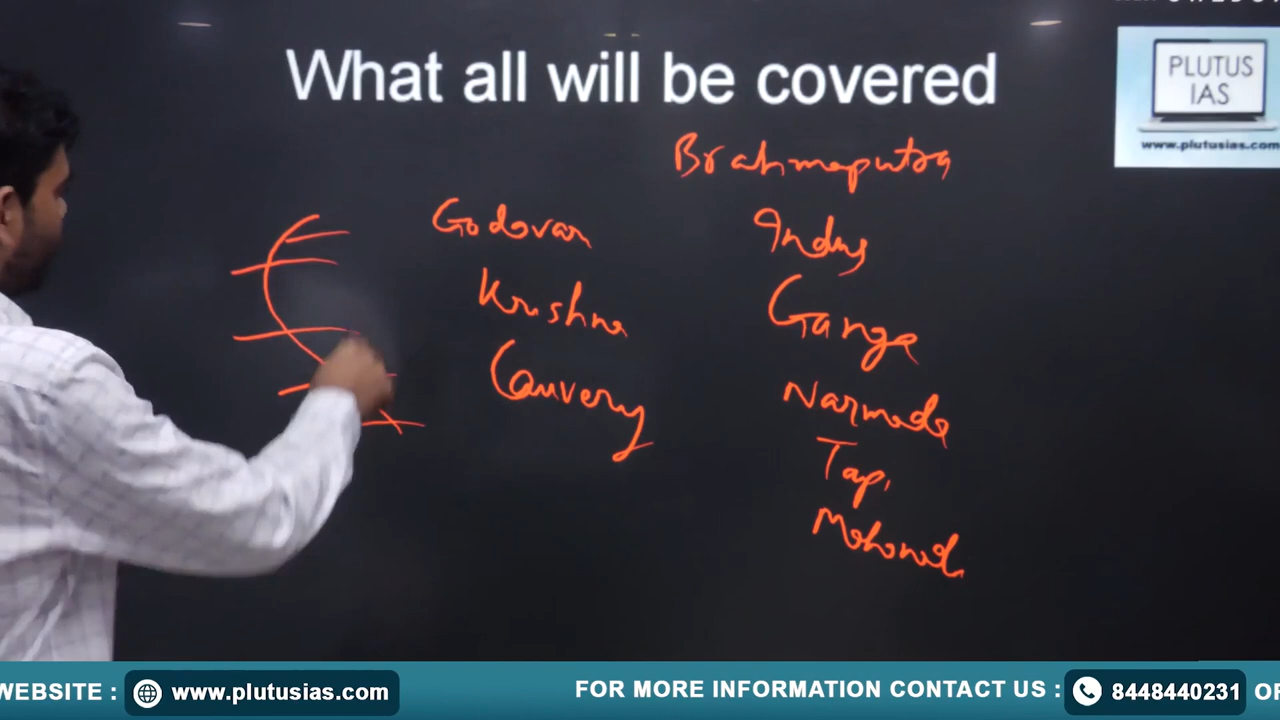 What all will be covered
PLUTUS
IAS
www.plutusias.com
Brahmaputra
Indus
Ganga
Narmada
Tapi
Mahanadi
Godavari
Krishna
Cauvery
WEBSITE :
www.plutusias.com
FOR MORE INFORMATION CONTACT US :
8448440231